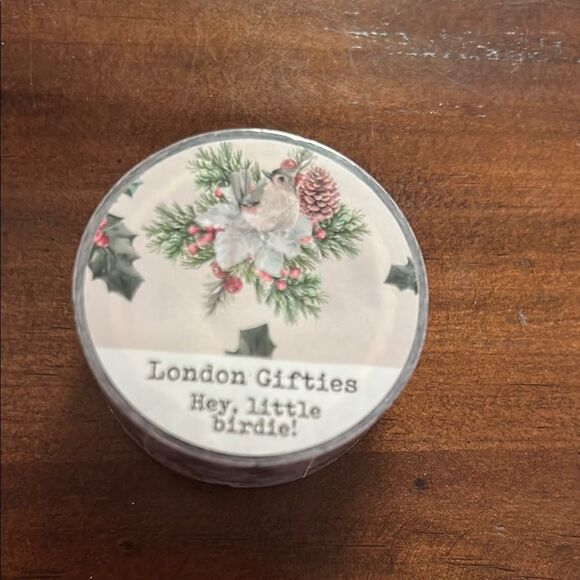 London Gifties
Hey, little
birdie!